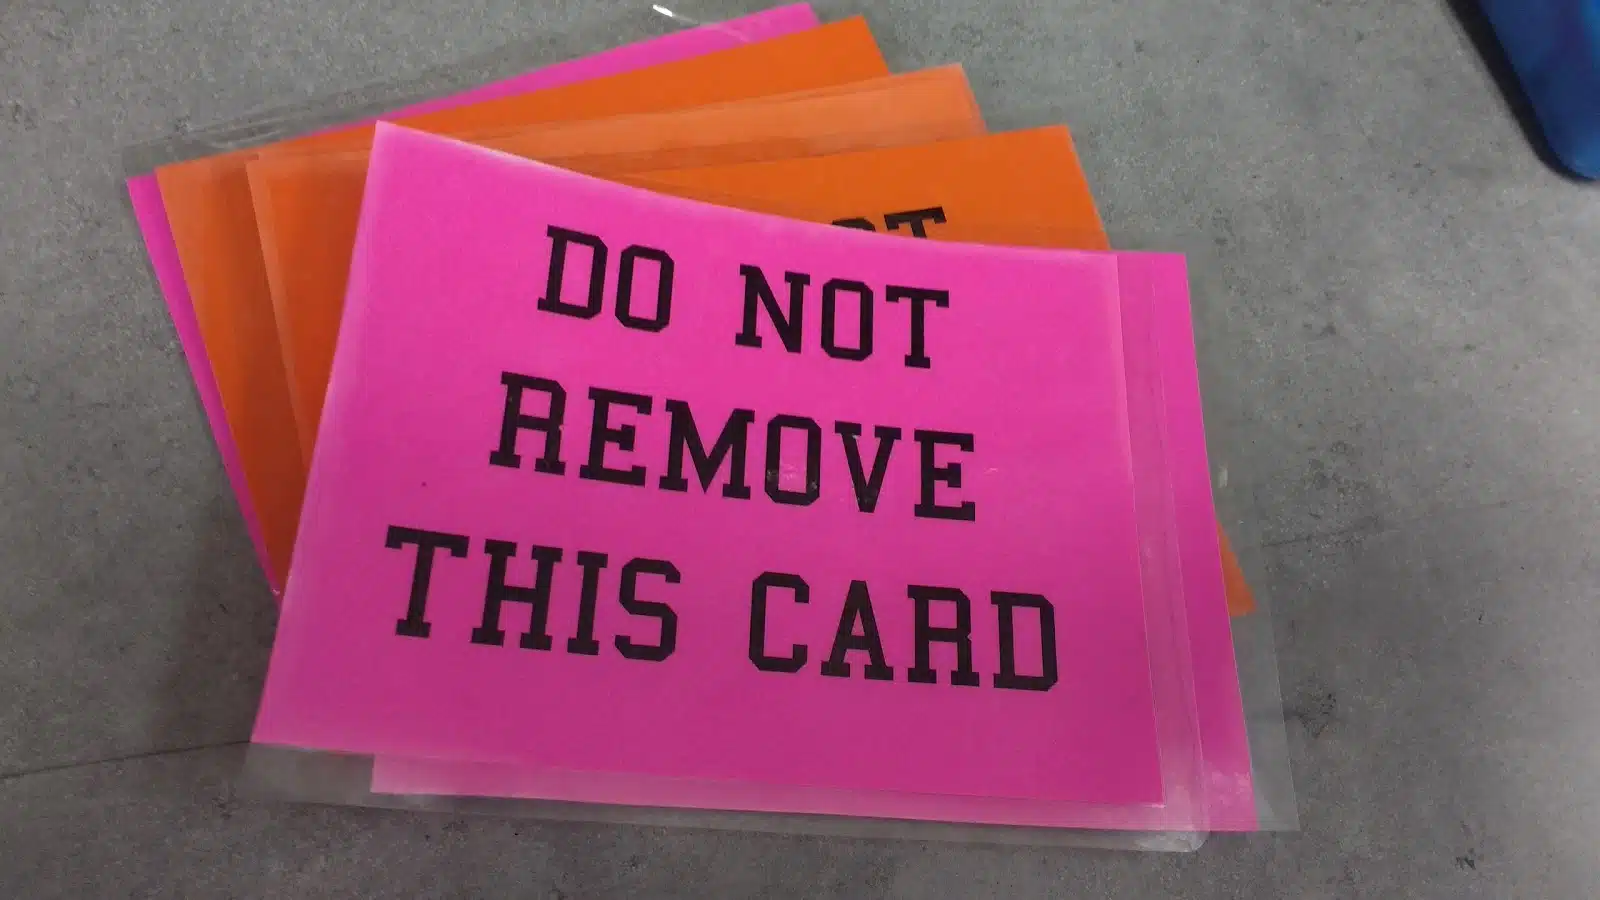 DO NOT
REMOVE
THIS CARD